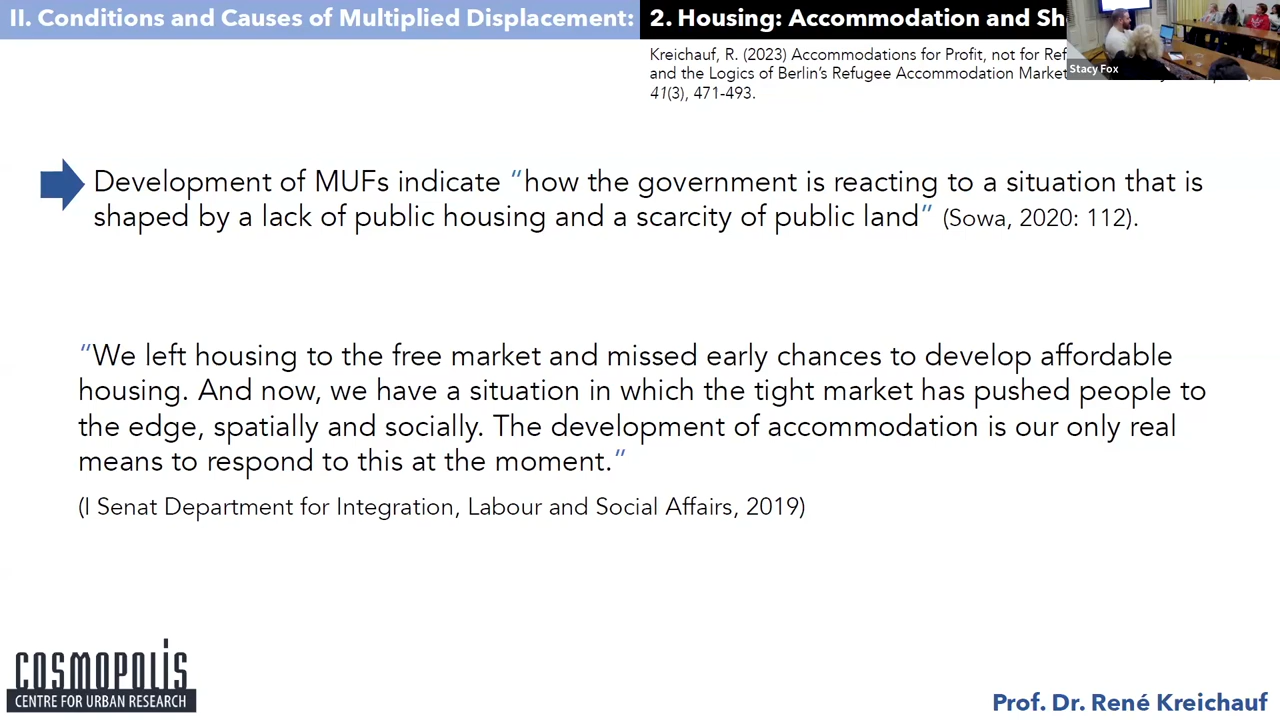 II. Conditions and Causes of Multiplied Displacement:
2. Housing: Accommodation and
Kreichauf, R. (2023) Accommodations for Profit, not for
and the Logics of Berlin's Refugee Accommodation Market
41(3), 471-493.
Stacy Fox
Development of MUFs indicate "how the government is reacting to a situation that is
shaped by a lack of public housing and a scarcity of public land" (Sowa, 2020: 112).
"We left housing to the free market and missed early chances to develop affordable
housing. And now, we have a situation in which the tight market has pushed people to
the edge, spatially and socially. The development of accommodation is our only real
means to respond to this at the moment."
(I Senat Department for Integration, Labour and Social Affairs, 2019)
COSMOPOLIS
CENTRE FOR URBAN RESEARCH
Prof. Dr. René Kreichauf